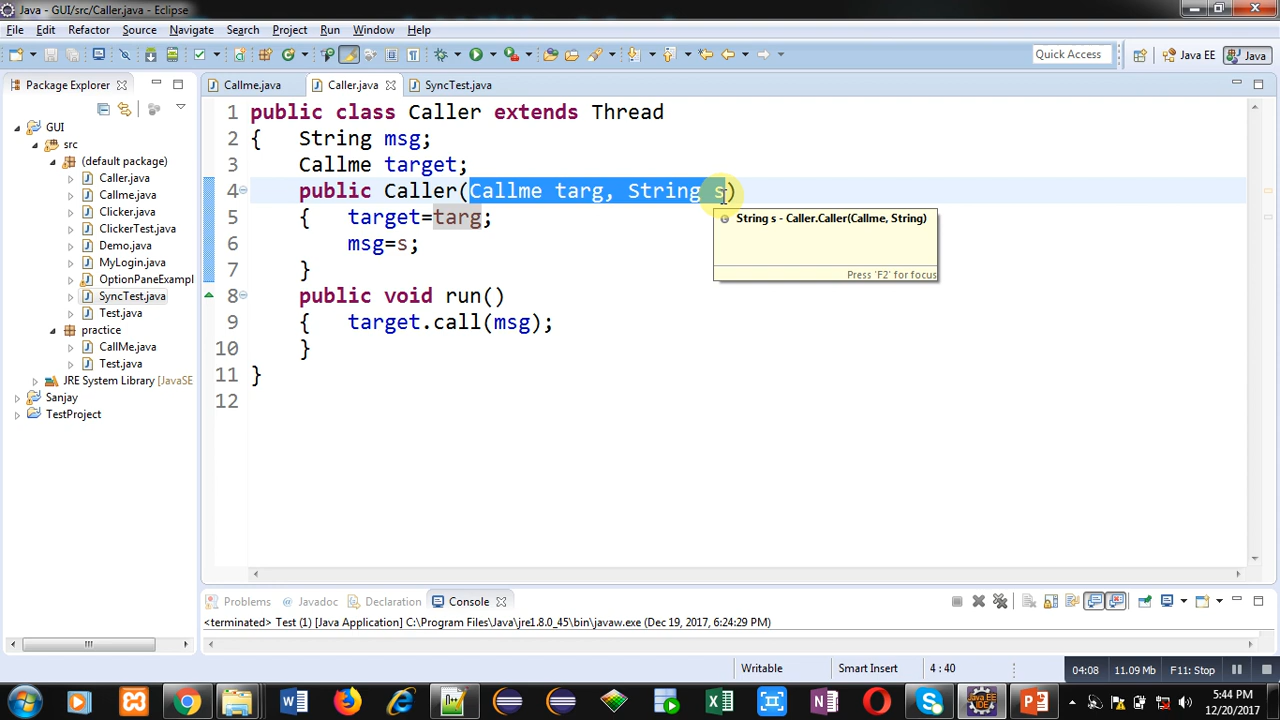 Java - GUI/src/Caller.java - Eclipse
File Edit Refactor Source Navigate Search Project Run Window Help
Quick Access
Java EE
Java
Package Explorer
GUI
src
(default package)
Caller.java
Callme.java
Clicker.java
ClickerTest.java
Demo.java
MyLogin.java
OptionPaneExampl
SyncTest.java
Test.java
practice
CallMe.java
Test.java
JRE System Library [JavaSE
Sanjay
TestProject
Callme.java
Caller.java
SyncTest.java
1 public class Caller extends Thread
2 { String msg;
3 Callme target;
4 public Caller(Callme targ, String s)
5 { target=targ;
6 msg=s;
7 }
8 public void run()
9 { target.call(msg);
10 }
11 }
12
String s - Caller.Caller(Callme, String)
Press 'F2' for focus
Problems
@ Javadoc
Declaration
Console
<terminated> Test (1) [Java Application] C:\Program Files\Java\jre1.8.0_45\bin\javaw.exe (Dec 19, 2017, 6:24:29 PM)
Writable
Smart Insert
4 : 40
04:08
11.09 Mb
F11: Stop
5:44 PM
12/20/2017